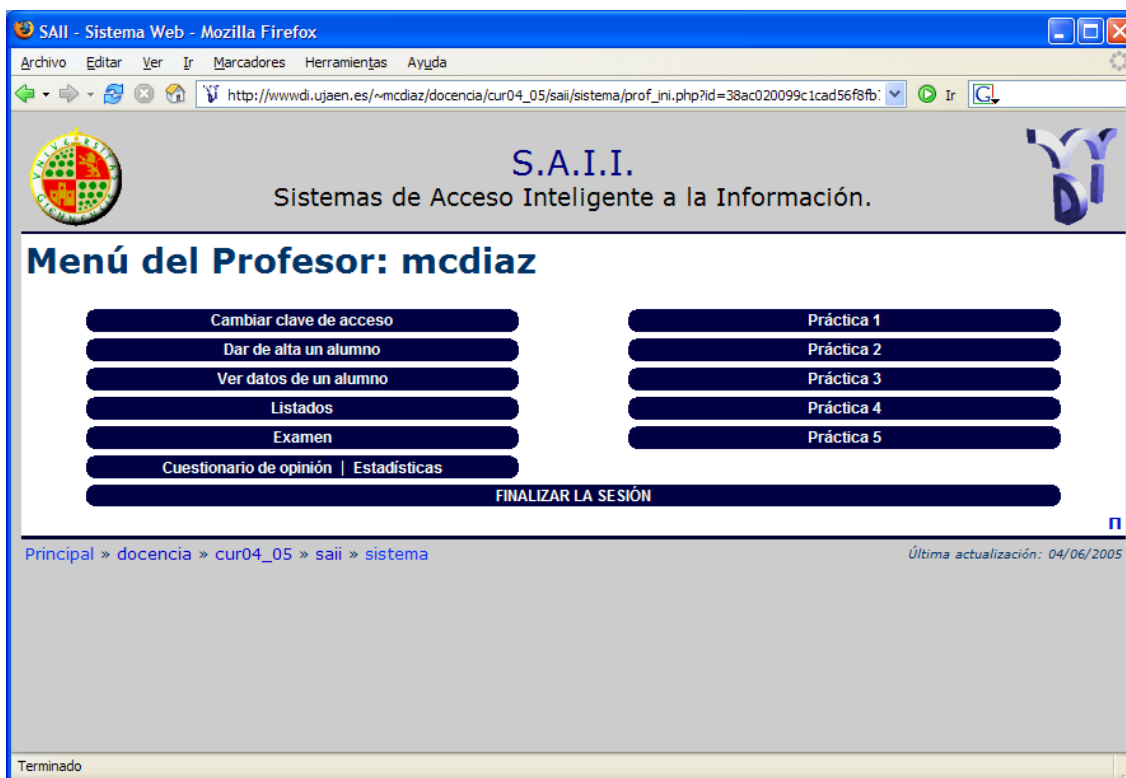 SAII - Sistema Web - Mozilla Firefox
Archivo Editar Ver Ir Marcadores Herramientas Ayuda
http://wwwdi.ujaen.es/~mcdiaz/docencia/cur04_05/saii/sistema/prof_ini.php?id=38ac020099c1cad56f8fb Ir G
S.A.I.I.
Sistemas de Acceso Inteligente a la Información.
Menú del Profesor: mcdiaz
Cambiar clave de acceso
Dar de alta un alumno
Ver datos de un alumno
Listados
Examen
Cuestionario de opinión | Estadísticas
Práctica 1
Práctica 2
Práctica 3
Práctica 4
Práctica 5
FINALIZAR LA SESIÓN
Principal » docencia » cur04_05 » saii » sistema
Última actualización: 04/06/2005
Terminado